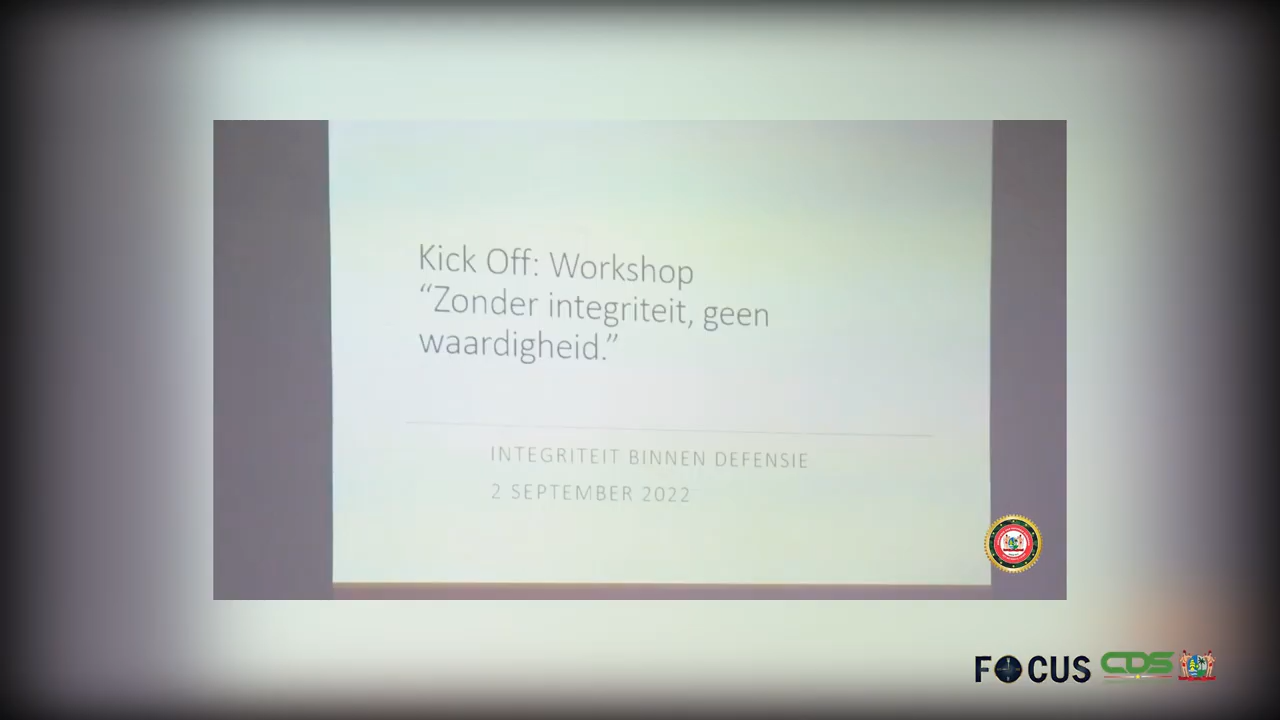 Kick Off: Workshop
“Zonder integriteit, geen
waardigheid.”
INTEGRITEIT BINNEN DEFENSIE
2 SEPTEMBER 2022
FOCUS CDS